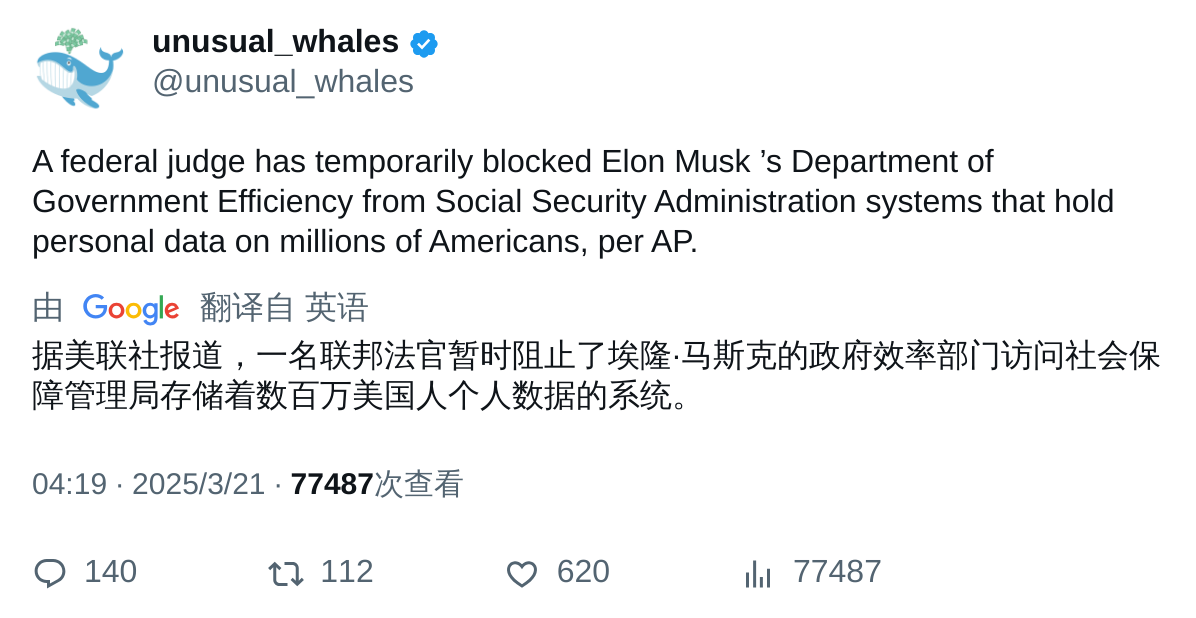 unusual_whales
@unusual_whales
A federal judge has temporarily blocked Elon Musk ’s Department of
Government Efficiency from Social Security Administration systems that hold
personal data on millions of Americans, per AP.
由 Google 翻译自 英语
据美联社报道，一名联邦法官暂时阻止了埃隆·马斯克的政府效率部门访问社会保
障管理局存储着数百万美国人个人数据的系统。
04:19 · 2025/3/21 · 77487次查看
140 112 620 77487